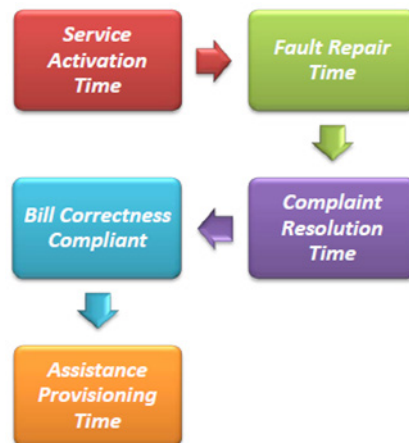 Service
Activation
Time
Fault Repair
Time
Complaint
Resolution
Time
Bill Correctness
Compliant
Assistance
Provisioning
Time